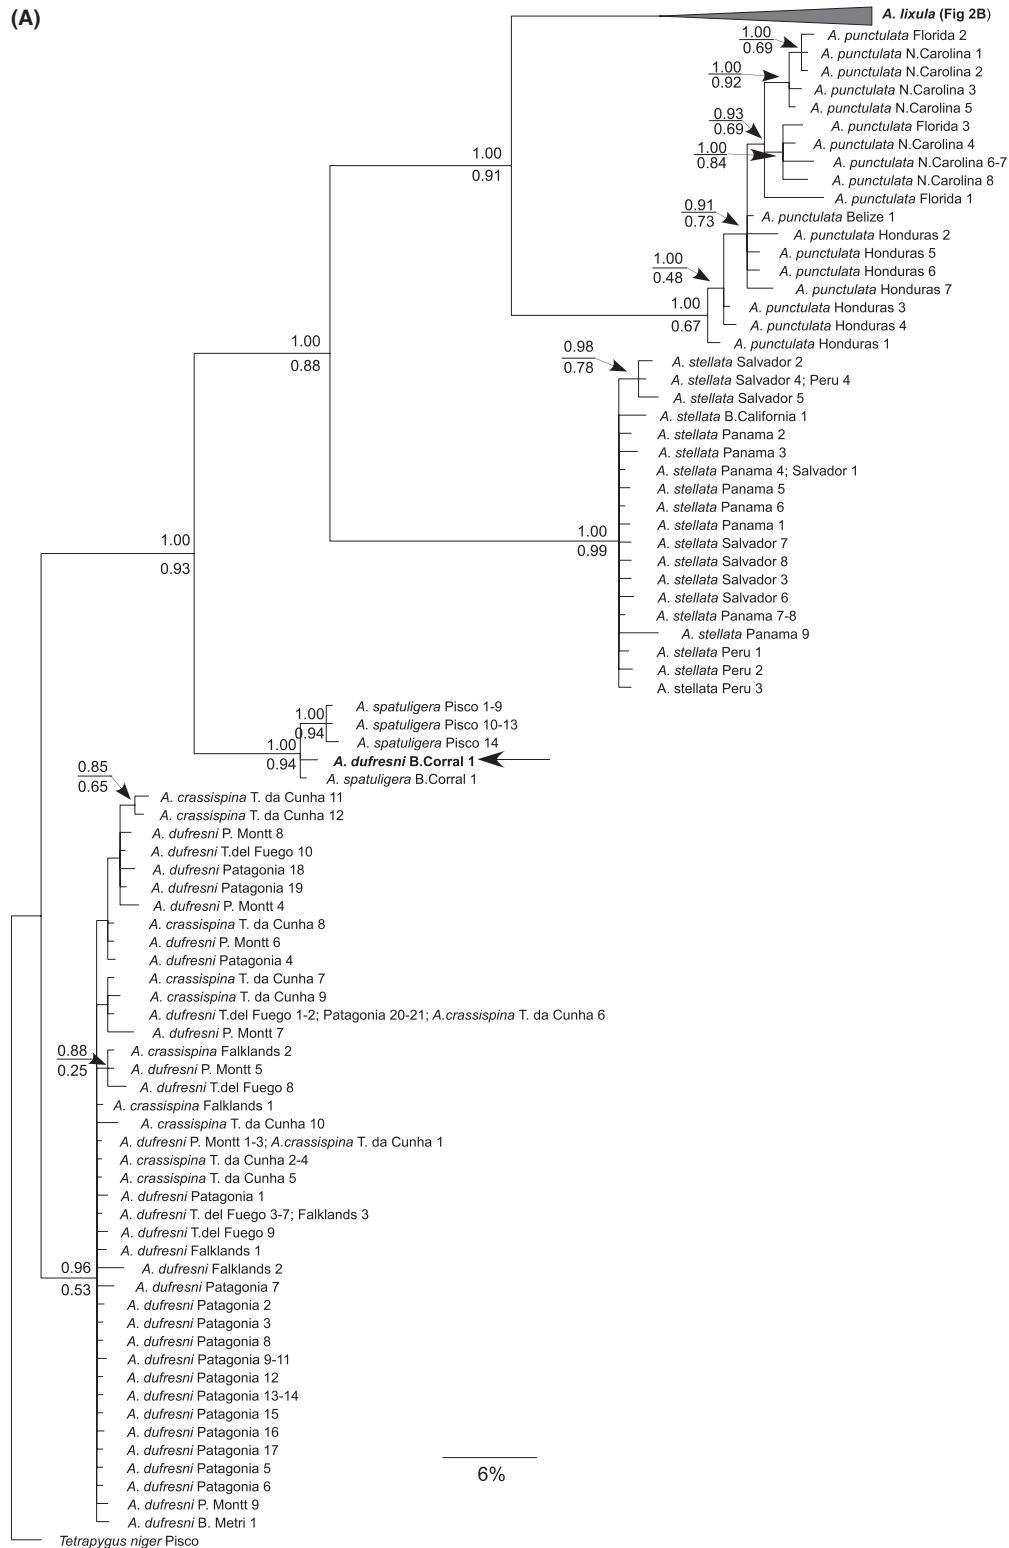 (A)
A. lixula (Fig 2B)
1.00
0.69
A. punctulata Florida 2
A. punctulata N.Carolina 1
1.00
0.92
A. punctulata N.Carolina 2
A. punctulata N.Carolina 3
A. punctulata N.Carolina 5
0.93
0.69
A. punctulata Florida 3
A. punctulata N.Carolina 4
1.00
0.84
A. punctulata N.Carolina 6-7
A. punctulata N.Carolina 8
1.00
0.91
A. punctulata Florida 1
0.91
0.73
A. punctulata Belize 1
A. punctulata Honduras 2
A. punctulata Honduras 5
1.00
0.48
A. punctulata Honduras 6
A. punctulata Honduras 7
1.00
0.67
A. punctulata Honduras 3
A. punctulata Honduras 4
A. punctulata Honduras 1
1.00
0.88
0.98
0.78
A. stellata Salvador 2
A. stellata Salvador 4; Peru 4
A. stellata Salvador 5
A. stellata B.California 1
A. stellata Panama 2
A. stellata Panama 3
A. stellata Panama 4; Salvador 1
A. stellata Panama 5
A. stellata Panama 6
A. stellata Panama 1
1.00
0.99
A. stellata Salvador 7
A. stellata Salvador 8
A. stellata Salvador 3
A. stellata Salvador 6
A. stellata Panama 7-8
A. stellata Panama 9
A. stellata Peru 1
A. stellata Peru 2
A. stellata Peru 3
1.00
0.93
A. spatuligera Pisco 1-9
1.00
0.94
A. spatuligera Pisco 10-13
A. spatuligera Pisco 14
1.00
0.94
A. dufresni B.Corral 1
A. spatuligera B.Corral 1
0.85
0.65
A. crassispina T. da Cunha 11
A. crassispina T. da Cunha 12
A. dufresni P. Montt 8
A. dufresni T.del Fuego 10
A. dufresni Patagonia 18
A. dufresni Patagonia 19
A. dufresni P. Montt 4
A. crassispina T. da Cunha 8
A. dufresni P. Montt 6
A. dufresni Patagonia 4
A. crassispina T. da Cunha 7
A. crassispina T. da Cunha 9
A. dufresni T.del Fuego 1-2; Patagonia 20-21; A.crassispina T. da Cunha 6
A. dufresni P. Montt 7
0.88
0.25
A. crassispina Falklands 2
A. dufresni P. Montt 5
A. dufresni T.del Fuego 8
A. crassispina Falklands 1
A. crassispina T. da Cunha 10
A. dufresni P. Montt 1-3; A.crassispina T. da Cunha 1
A. crassispina T. da Cunha 2-4
A. crassispina T. da Cunha 5
A. dufresni Patagonia 1
A. dufresni T. del Fuego 3-7; Falklands 3
A. dufresni T.del Fuego 9
A. dufresni Falklands 1
0.96
0.53
A. dufresni Falklands 2
A. dufresni Patagonia 7
A. dufresni Patagonia 2
A. dufresni Patagonia 3
A. dufresni Patagonia 8
A. dufresni Patagonia 9-11
A. dufresni Patagonia 12
A. dufresni Patagonia 13-14
A. dufresni Patagonia 15
A. dufresni Patagonia 16
A. dufresni Patagonia 17
A. dufresni Patagonia 5
A. dufresni Patagonia 6
A. dufresni P. Montt 9
A. dufresni B. Metri 1
Tetrapygus niger Pisco
6%